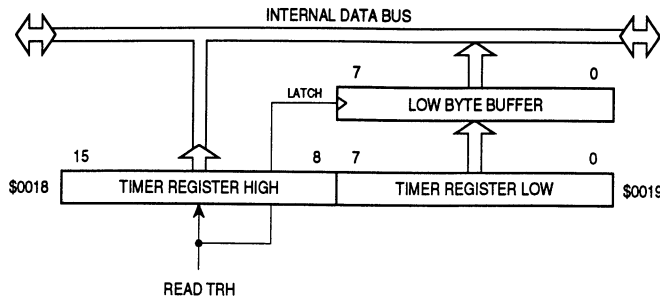 INTERNAL DATA BUS
7 0
LATCH
LOW BYTE BUFFER
15 8 7 0
$0018 TIMER REGISTER HIGH TIMER REGISTER LOW $0019
READ TRH